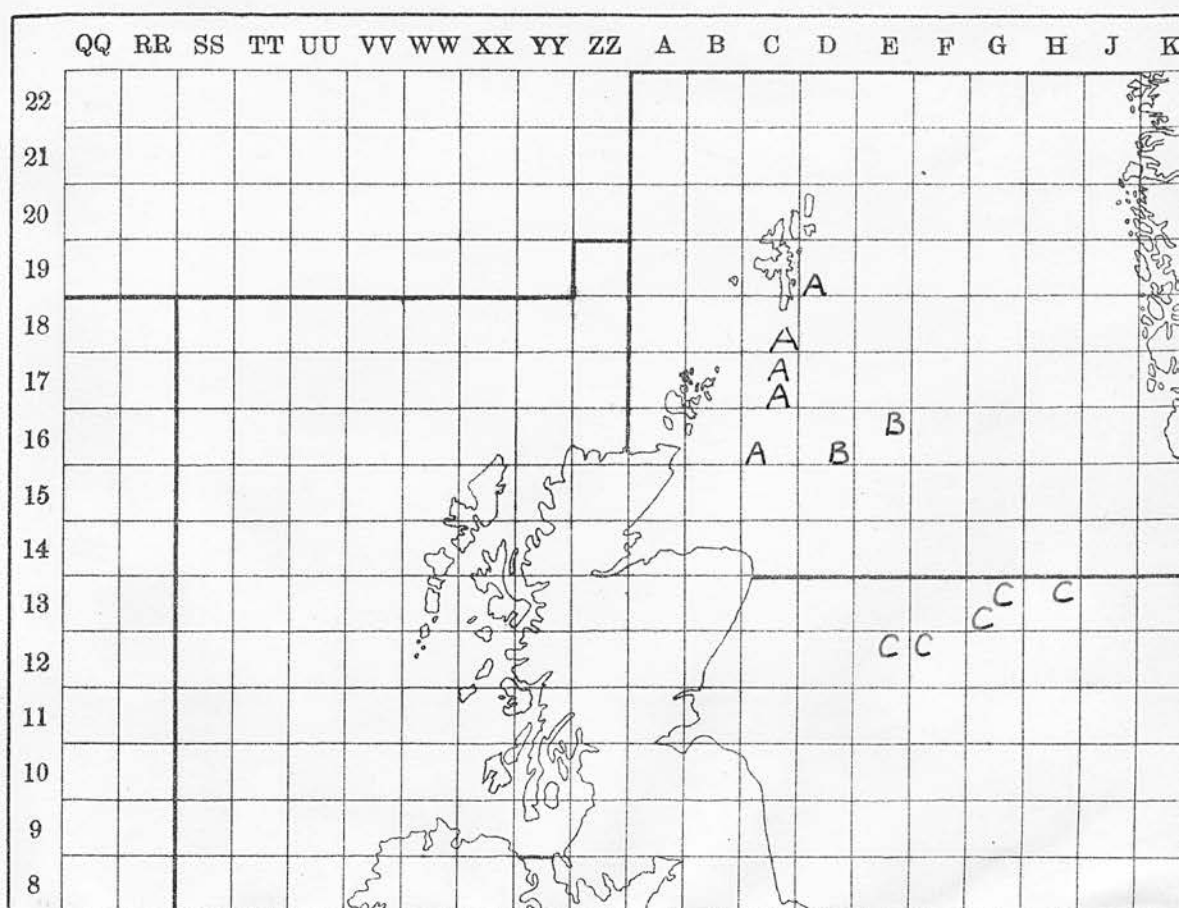 QQ RR SS TT UU VV WW XX YY ZZ A B C D E F G H J K
22
21
20
19 A
18 A
17 A
A
16 B
A B
15
14
13 C C
C
12 C C
11
10
9
8